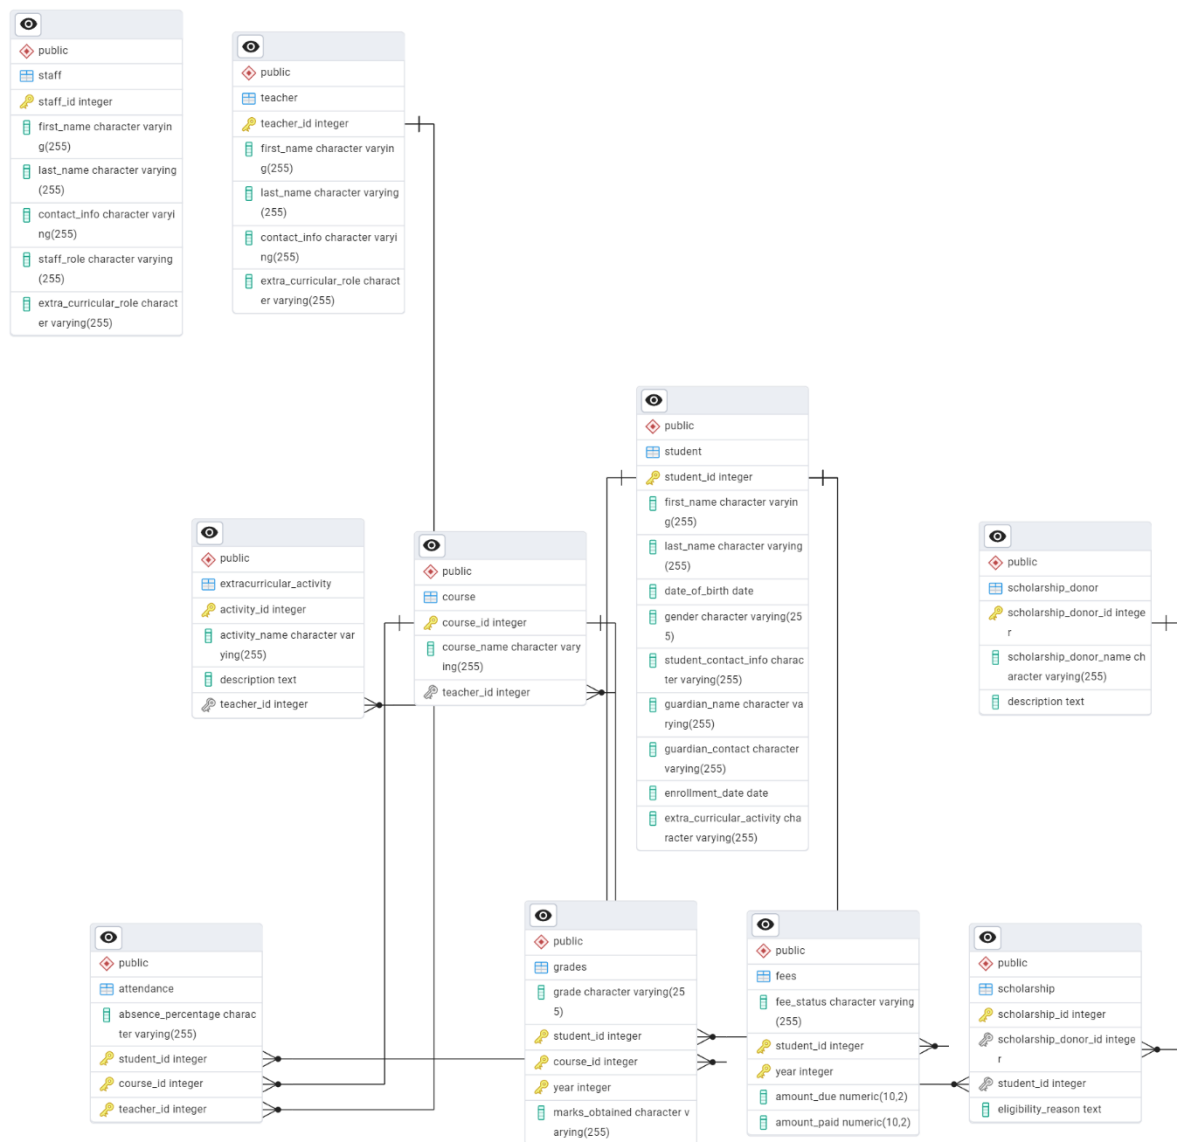 public
staff
staff_id integer
first_name character varyin
g(255)
last_name character varying
(255)
contact_info character varyi
ng(255)
staff_role character varying
(255)
extra_curricular_role charact
er varying(255)
public
teacher
teacher_id integer
first_name character varyin
g(255)
last_name character varying
(255)
contact_info character varyi
ng(255)
extra_curricular_role charact
er varying(255)
public
student
student_id integer
first_name character varyin
g(255)
last_name character varying
(255)
date_of_birth date
gender character varying(25
5)
student_contact_info charac
ter varying(255)
guardian_name character va
rying(255)
guardian_contact character
varying(255)
enrollment_date date
extra_curricular_activity cha
racter varying(255)
public
extracurricular_activity
activity_id integer
activity_name character var
ying(255)
description text
teacher_id integer
public
course
course_id integer
course_name character vary
ing(255)
teacher_id integer
public
scholarship_donor
scholarship_donor_id intege
r
scholarship_donor_name ch
aracter varying(255)
description text
public
attendance
absence_percentage charac
ter varying(255)
student_id integer
course_id integer
teacher_id integer
public
grades
grade character varying(25
5)
student_id integer
course_id integer
year integer
marks_obtained character v
arying(255)
public
fees
fee_status character varying
(255)
student_id integer
year integer
amount_due numeric(10,2)
amount_paid numeric(10,2)
public
scholarship
scholarship_id integer
scholarship_donor_id intege
r
student_id integer
eligibility_reason text